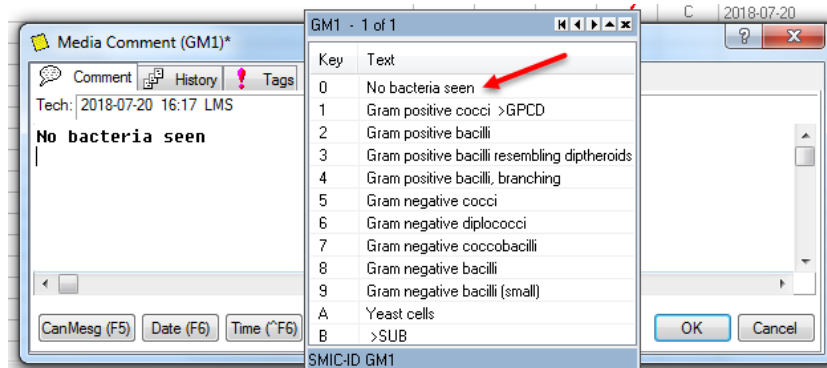 C 2018-07-20
Media Comment (GM1)*
Comment History Tags
Tech: 2018-07-20 16:17 LMS
No bacteria seen
CanMesg (F5) Date (F6) Time (^F6)
OK Cancel
GM1 - 1 of 1
Key Text
0 No bacteria seen
1 Gram positive cocci >GPCD
2 Gram positive bacilli
3 Gram positive bacilli resembling diptheroids
4 Gram positive bacilli, branching
5 Gram negative cocci
6 Gram negative diplococci
7 Gram negative coccobacilli
8 Gram negative bacilli
9 Gram negative bacilli (small)
A Yeast cells
B >SUB
SMIC-ID GM1